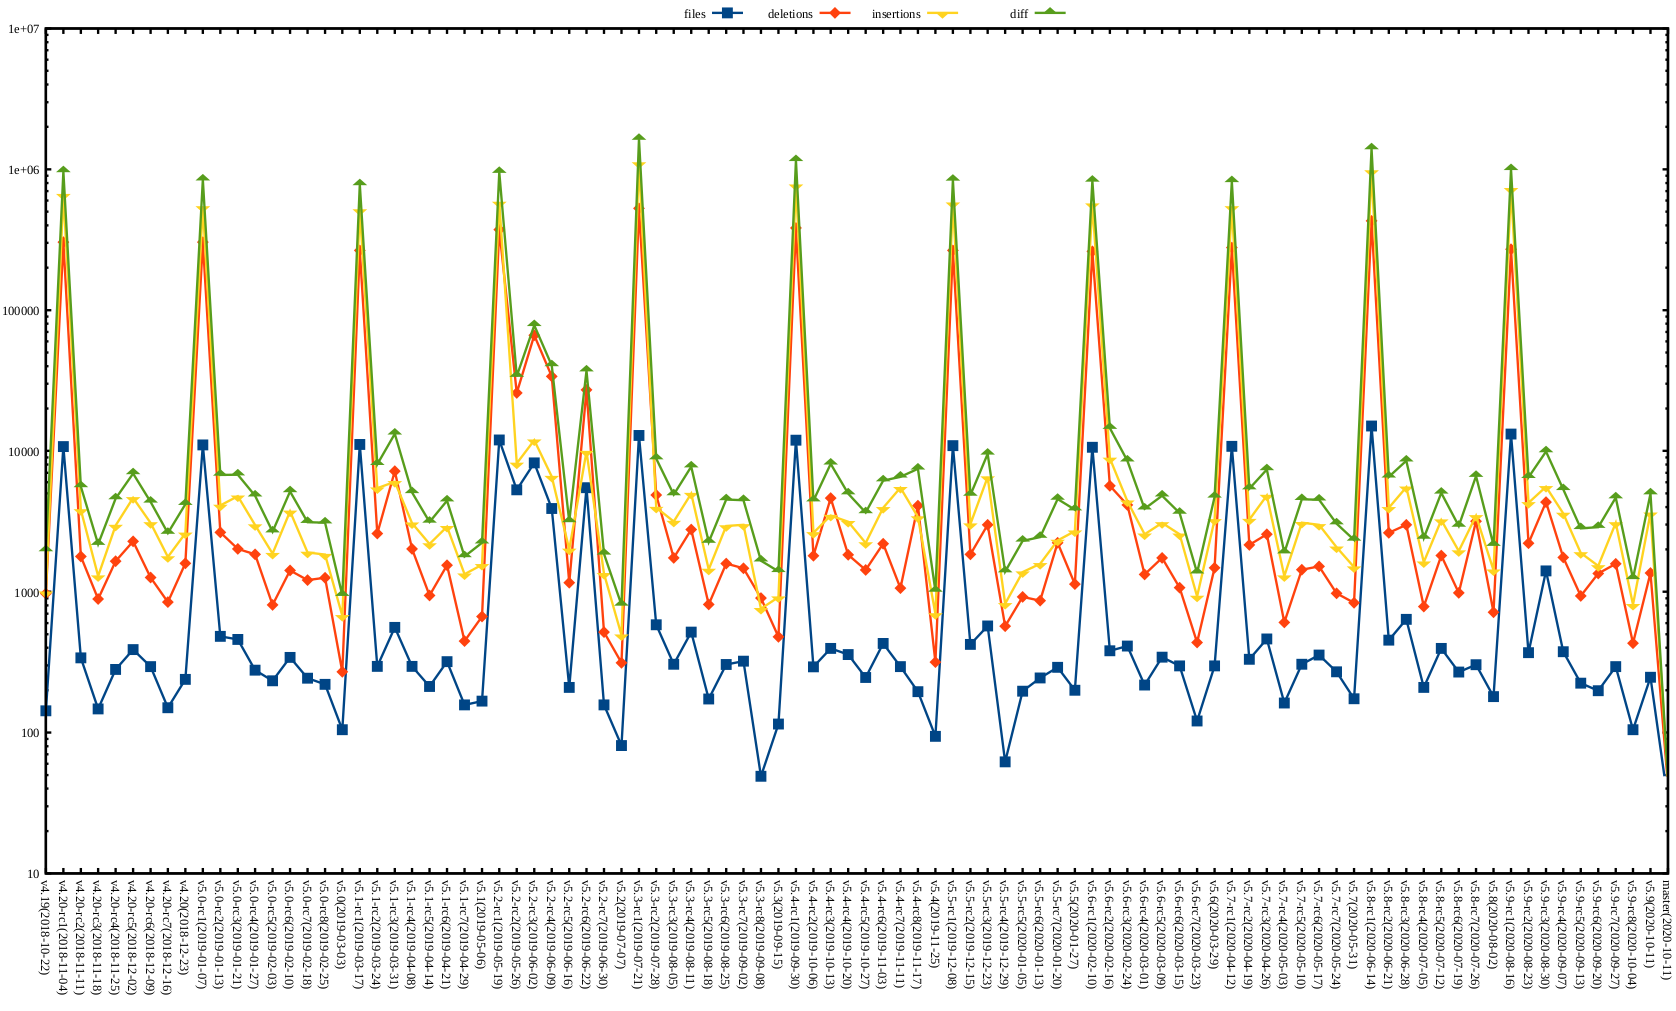 files deletions insertions diff
1e+07
1e+06
100000
10000
1000
100
10
v4.19(2018-10-22)
v4.20-rc1(2018-11-04)
v4.20-rc2(2018-11-11)
v4.20-rc3(2018-11-18)
v4.20-rc4(2018-11-25)
v4.20-rc5(2018-12-02)
v4.20-rc6(2018-12-09)
v4.20-rc7(2018-12-16)
v4.20(2018-12-23)
v5.0-rc1(2019-01-07)
v5.0-rc2(2019-01-13)
v5.0-rc3(2019-01-21)
v5.0-rc4(2019-01-27)
v5.0-rc5(2019-02-03)
v5.0-rc6(2019-02-10)
v5.0-rc7(2019-02-18)
v5.0-rc8(2019-02-25)
v5.0(2019-03-03)
v5.1-rc1(2019-03-17)
v5.1-rc2(2019-03-24)
v5.1-rc3(2019-03-31)
v5.1-rc4(2019-04-08)
v5.1-rc5(2019-04-14)
v5.1-rc6(2019-04-21)
v5.1-rc7(2019-04-29)
v5.1(2019-05-06)
v5.2-rc1(2019-05-19)
v5.2-rc2(2019-05-26)
v5.2-rc3(2019-06-02)
v5.2-rc4(2019-06-09)
v5.2-rc5(2019-06-16)
v5.2-rc6(2019-06-22)
v5.2-rc7(2019-06-30)
v5.2(2019-07-07)
v5.3-rc1(2019-07-21)
v5.3-rc2(2019-07-28)
v5.3-rc3(2019-08-05)
v5.3-rc4(2019-08-11)
v5.3-rc5(2019-08-18)
v5.3-rc6(2019-08-25)
v5.3-rc7(2019-09-02)
v5.3-rc8(2019-09-08)
v5.3(2019-09-15)
v5.4-rc1(2019-09-30)
v5.4-rc2(2019-10-06)
v5.4-rc3(2019-10-13)
v5.4-rc4(2019-10-20)
v5.4-rc5(2019-10-27)
v5.4-rc6(2019-11-03)
v5.4-rc7(2019-11-11)
v5.4-rc8(2019-11-17)
v5.4(2019-11-25)
v5.5-rc1(2019-12-08)
v5.5-rc2(2019-12-15)
v5.5-rc3(2019-12-23)
v5.5-rc4(2019-12-29)
v5.5-rc5(2020-01-05)
v5.5-rc6(2020-01-13)
v5.5-rc7(2020-01-20)
v5.5(2020-01-27)
v5.6-rc1(2020-02-10)
v5.6-rc2(2020-02-16)
v5.6-rc3(2020-02-24)
v5.6-rc4(2020-03-01)
v5.6-rc5(2020-03-09)
v5.6-rc6(2020-03-15)
v5.6-rc7(2020-03-23)
v5.6(2020-03-29)
v5.7-rc1(2020-04-12)
v5.7-rc2(2020-04-19)
v5.7-rc3(2020-04-26)
v5.7-rc4(2020-05-03)
v5.7-rc5(2020-05-10)
v5.7-rc6(2020-05-17)
v5.7-rc7(2020-05-24)
v5.7(2020-05-31)
v5.8-rc1(2020-06-14)
v5.8-rc2(2020-06-21)
v5.8-rc3(2020-06-28)
v5.8-rc4(2020-07-05)
v5.8-rc5(2020-07-12)
v5.8-rc6(2020-07-19)
v5.8-rc7(2020-07-26)
v5.8(2020-08-02)
v5.9-rc1(2020-08-16)
v5.9-rc2(2020-08-23)
v5.9-rc3(2020-08-30)
v5.9-rc4(2020-09-07)
v5.9-rc5(2020-09-13)
v5.9-rc6(2020-09-20)
v5.9-rc7(2020-09-27)
v5.9-rc8(2020-10-04)
v5.9(2020-10-11)
master(2020-10-11)